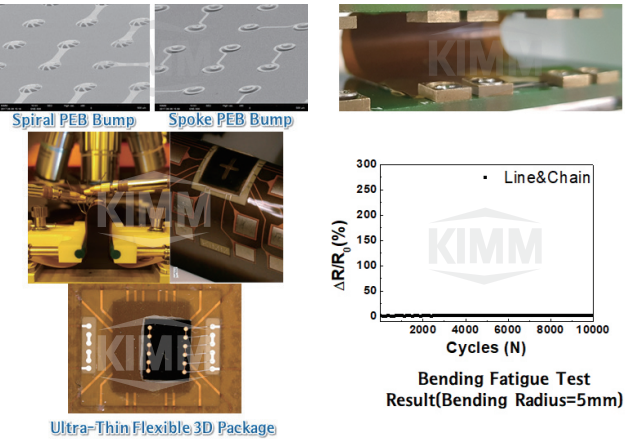 Spiral PEB Bump
Spoke PEB Bump
KIMM
KIMM
KIMM
KIMM
KIMM
Ultra-Thin Flexible 3D Package
300
250
200
150
100
50
0
ΔR/R0(%)
Line&Chain
KIMM
2000
4000
6000
8000
10000
Cycles (N)
Bending Fatigue Test
Result(Bending Radius=5mm)